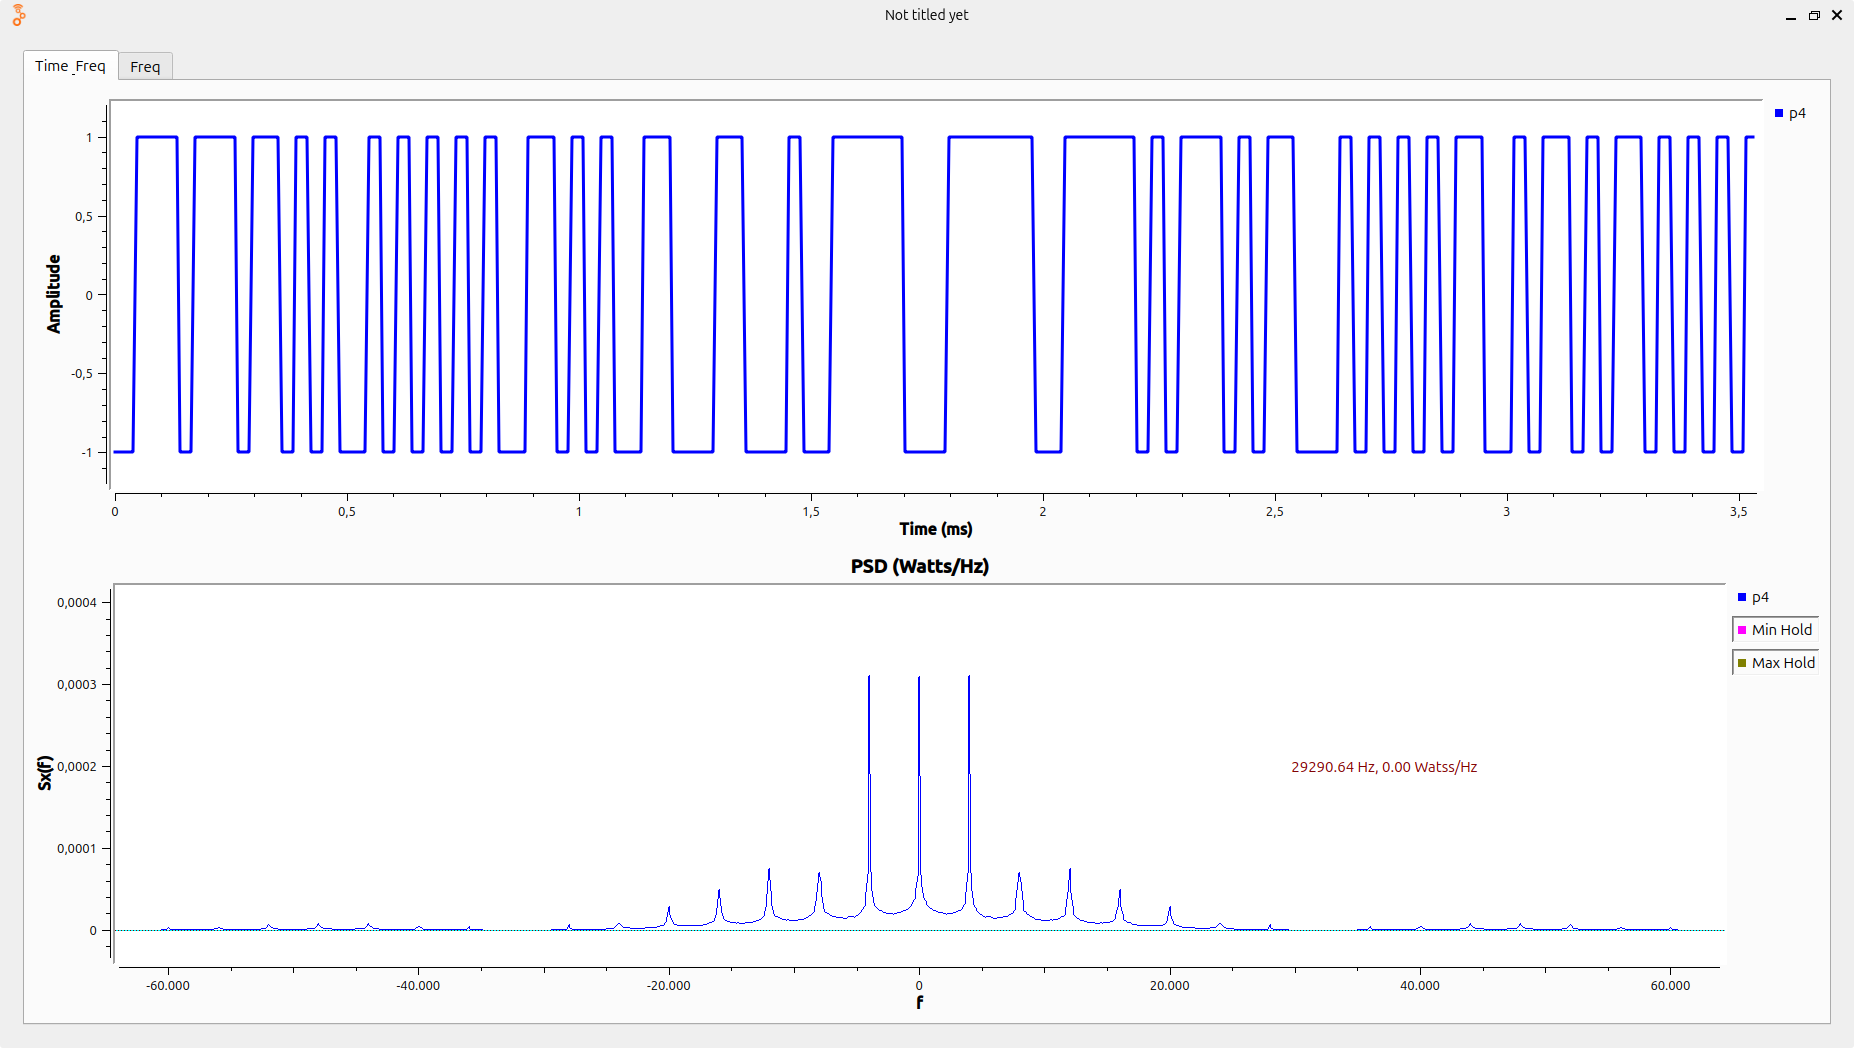 Not titled yet
Time_Freq
Freq
1
0,5
0
-0,5
-1
Amplitude
p4
0
0,5
1
1,5
2
2,5
3
3,5
Time (ms)
PSD (Watts/Hz)
0,0004
0,0003
0,0002
0,0001
0
Sx(f)
p4
Min Hold
Max Hold
29290.64 Hz, 0.00 Watss/Hz
-60.000
-40.000
-20.000
0
20.000
40.000
60.000
f